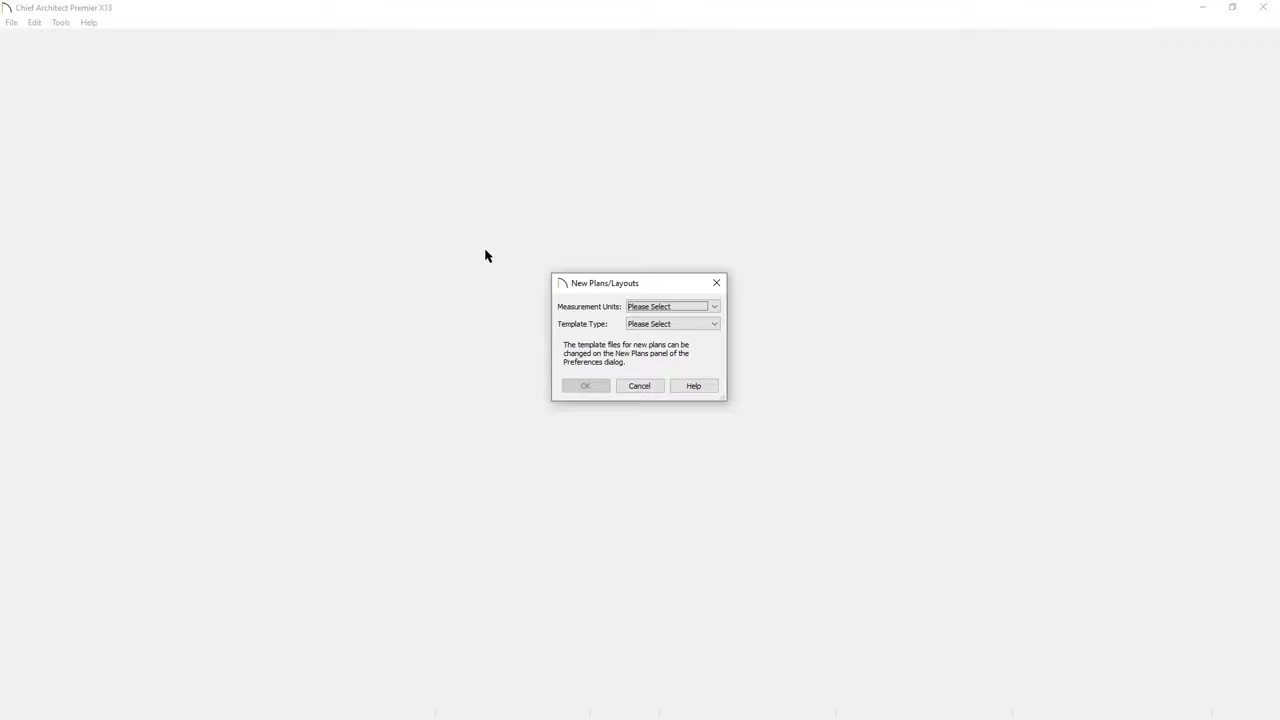 Chief Architect Premier X13
File Edit Tools Help
New Plans/Layouts
Measurement Units: Please Select
Template Type: Please Select
The template files for new plans can be
changed on the New Plans panel of the
Preferences dialog.
OK Cancel Help